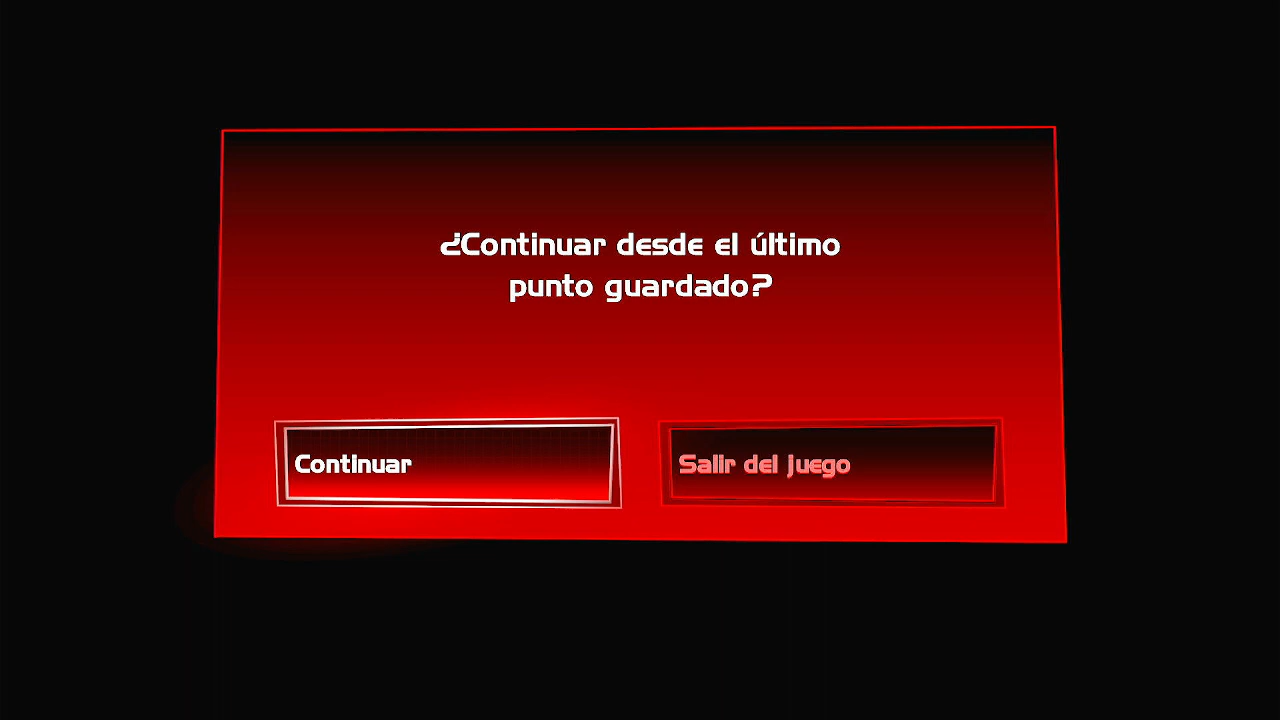 ¿Continuar desde el último
punto guardado?
Continuar
Salir del juego